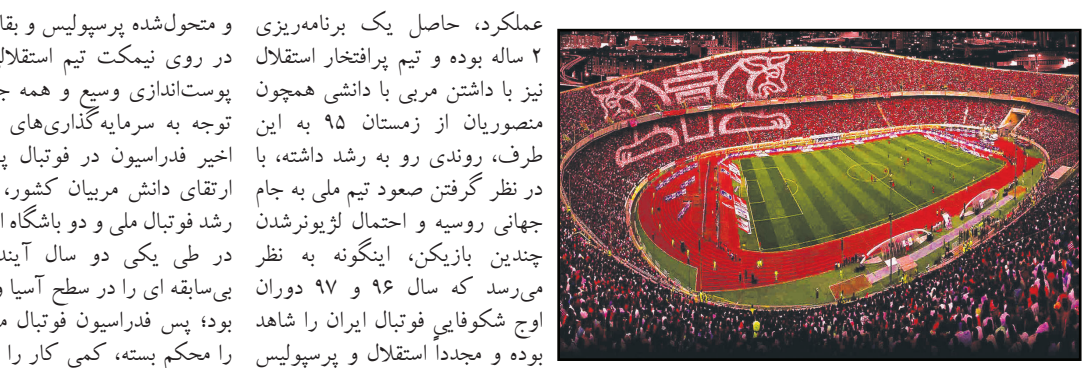 عملکرد، حاصل یک برنامه‌ریزی
۲ ساله بوده و تیم پرافتخار استقلال
نیز با داشتن مربی با دانشی همچون
منصوریان از زمستان ۹۵ به این
طرف، روندی رو به رشد داشته، با
در نظر گرفتن صعود تیم ملی به جام
جهانی روسیه و احتمال لژیونرشدن
چندین بازیکن، اینگونه به نظر
می‌رسد که سال ۹۶ و ۹۷ دوران
اوج شکوفایی فوتبال ایران را شاهد
بوده و مجدداً استقلال و پرسپولیس
و متحول‌شده پرسپولیس و
در روی نیمکت تیم
پوست‌اندازی وسیع و همه
توجه به سرمایه‌گذاری‌های
اخیر فدراسیون در فوتبال
ارتقای دانش مربیان کشور،
رشد فوتبال ملی و دو باشگاه
در طی یکی دو سال
بی‌سابقه ای را در سطح آسیا
بود؛ پس فدراسیون فوتبال
را محکم بسته، کمی کار را